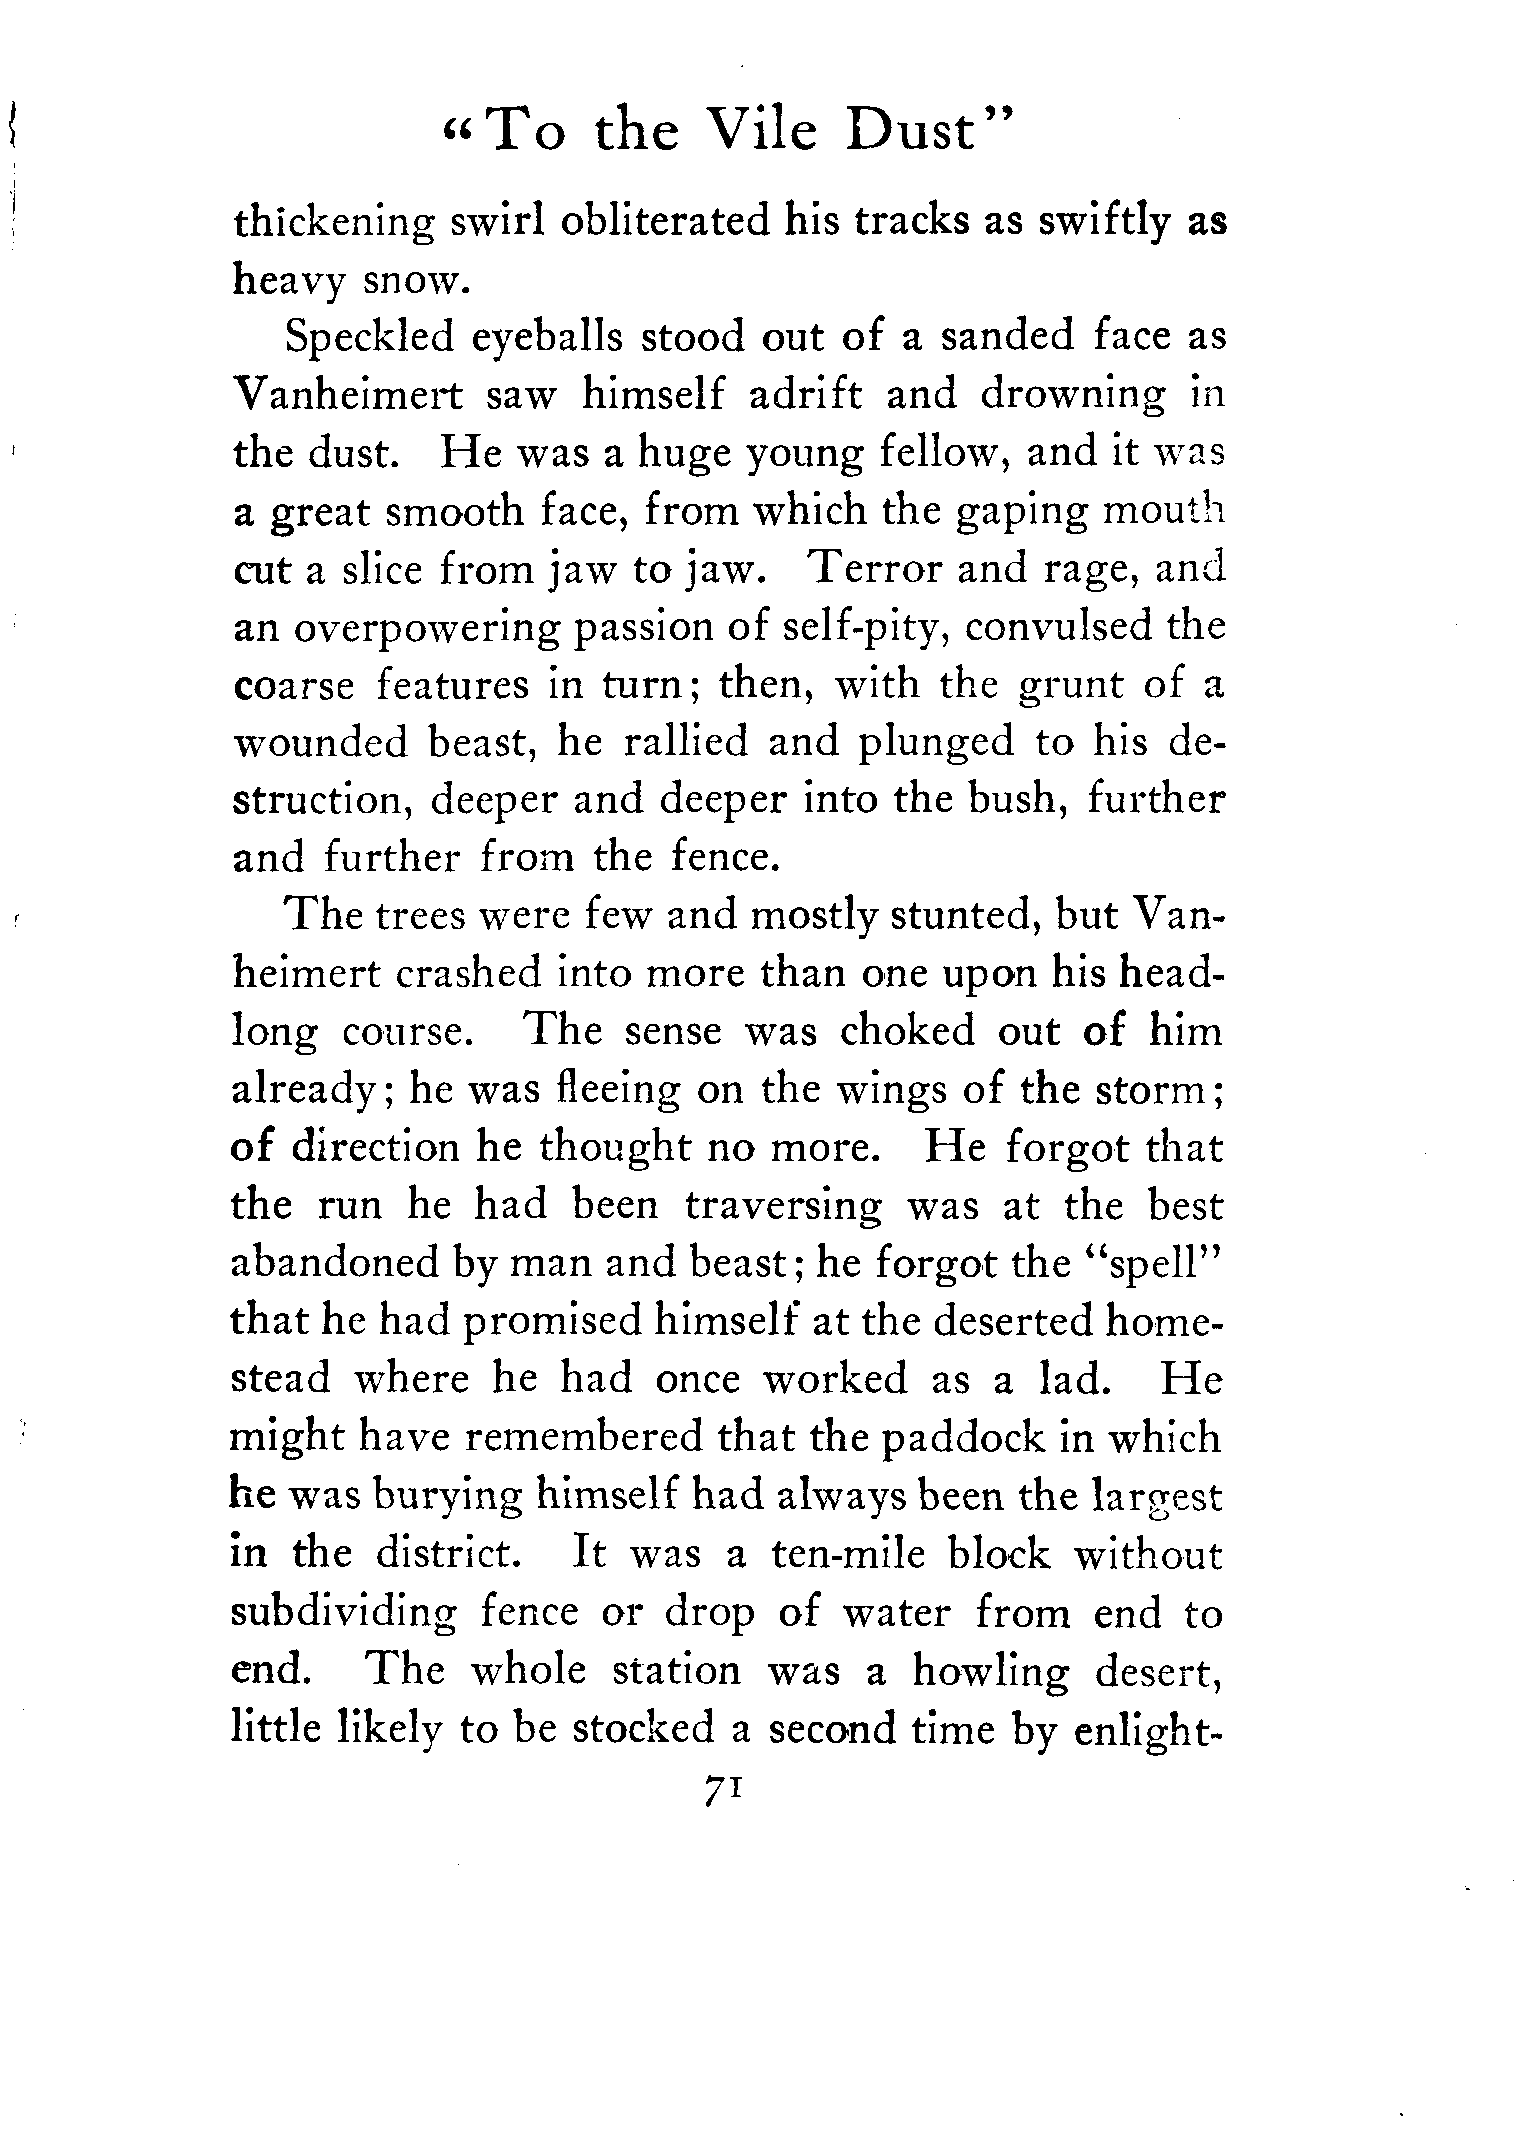 “To the Vile Dust”
thickening swirl obliterated his tracks as swiftly as
heavy snow.
Speckled eyeballs stood out of a sanded face as
Vanheimert saw himself adrift and drowning in
the dust. He was a huge young fellow, and it was
a great smooth face, from which the gaping mouth
cut a slice from jaw to jaw. Terror and rage, and
an overpowering passion of self-pity, convulsed the
coarse features in turn; then, with the grunt of a
wounded beast, he rallied and plunged to his de-
struction, deeper and deeper into the bush, further
and further from the fence.
The trees were few and mostly stunted, but Van-
heimert crashed into more than one upon his head-
long course. The sense was choked out of him
already; he was fleeing on the wings of the storm;
of direction he thought no more. He forgot that
the run he had been traversing was at the best
abandoned by man and beast; he forgot the “spell”
that he had promised himself at the deserted home-
stead where he had once worked as a lad. He
might have remembered that the paddock in which
he was burying himself had always been the largest
in the district. It was a ten-mile block without
subdividing fence or drop of water from end to
end. The whole station was a howling desert,
little likely to be stocked a second time by enlight-
71